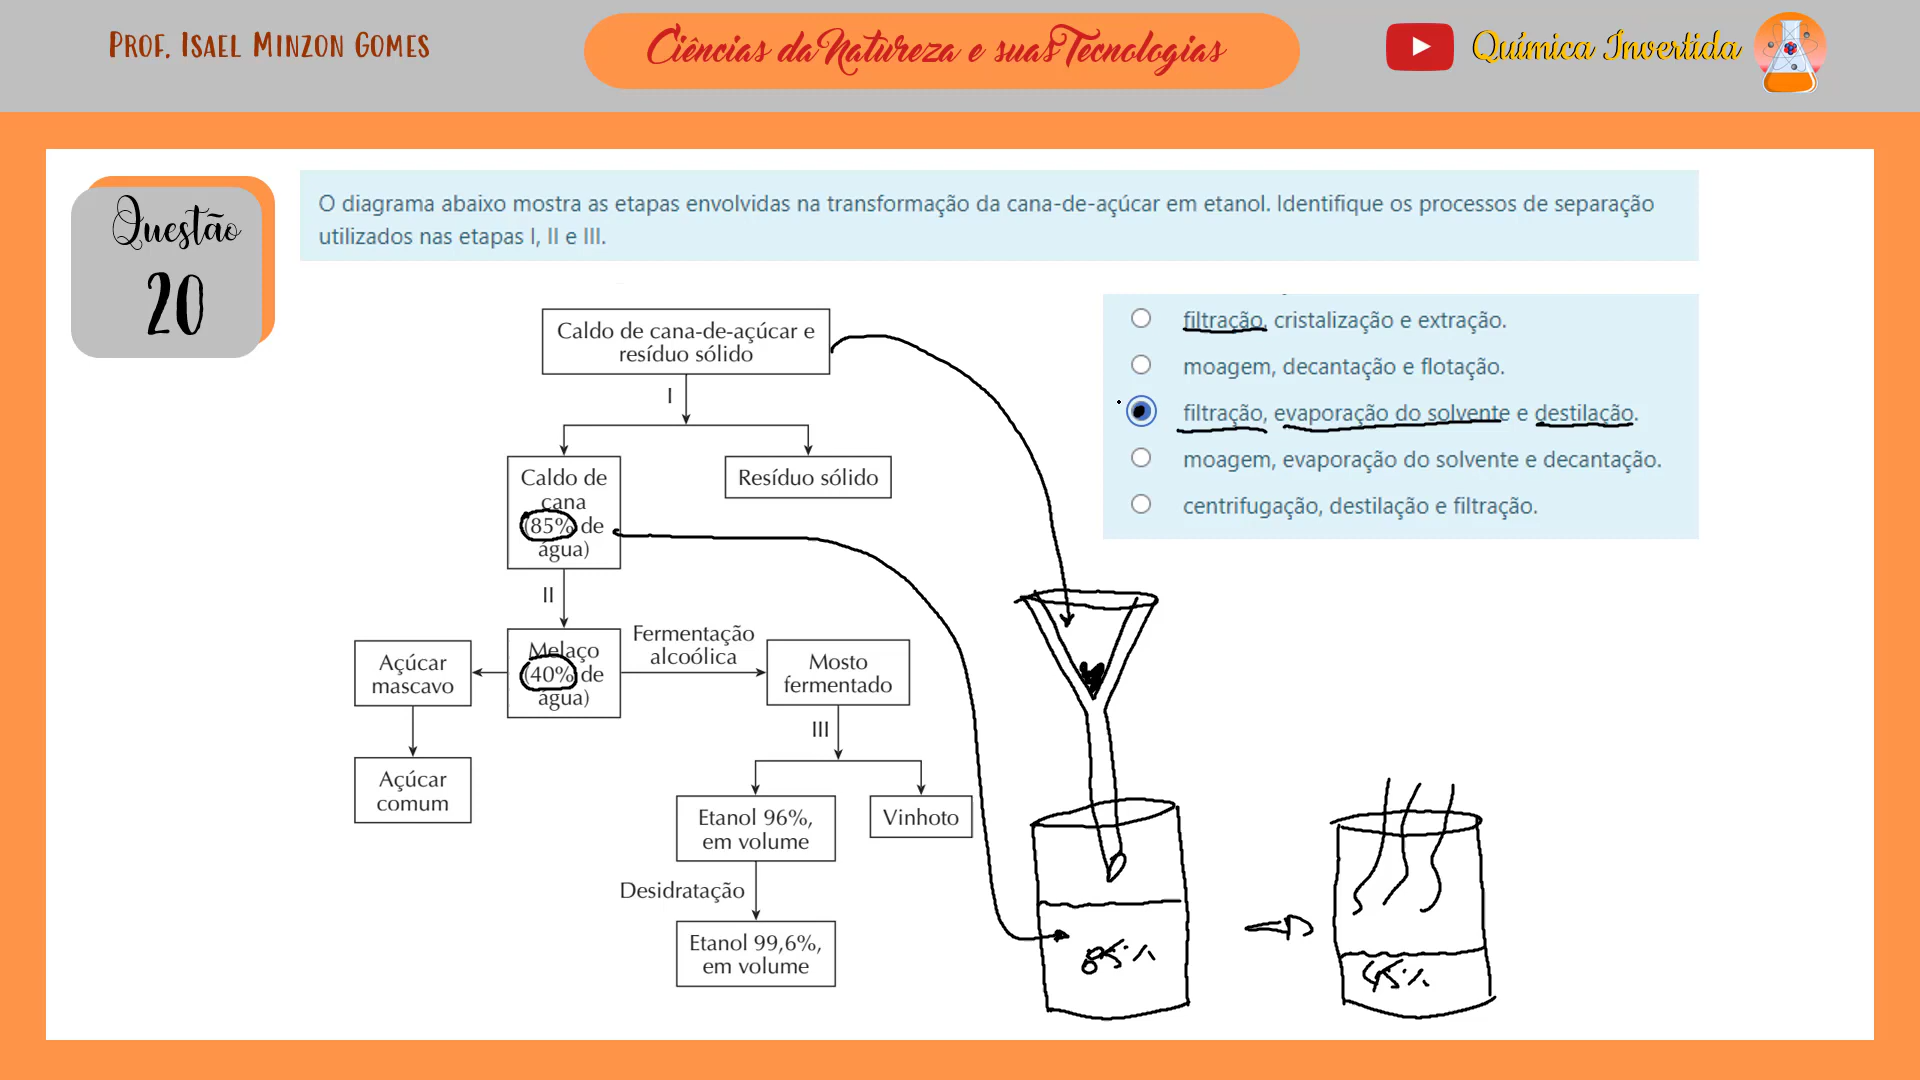 Prof. Isael Minzon Gomes
Ciências da Natureza e suas Tecnologias
Química Invertida
Questão
20
O diagrama abaixo mostra as etapas envolvidas na transformação da cana-de-açúcar em etanol. Identifique os processos de separação
utilizados nas etapas I, II e III.
Caldo de cana-de-açúcar e
resíduo sólido
I
Caldo de
cana
(85% de
água)
Resíduo sólido
II
Melaço
(40% de
água)
Açúcar
mascavo
Açúcar
comum
Fermentação
alcoólica
Mosto
fermentado
III
Etanol 96%,
em volume
Vinhoto
Desidratação
Etanol 99,6%,
em volume
filtração, cristalização e extração.
moagem, decantação e flotação.
filtração, evaporação do solvente e destilação.
moagem, evaporação do solvente e decantação.
centrifugação, destilação e filtração.
85%
45%